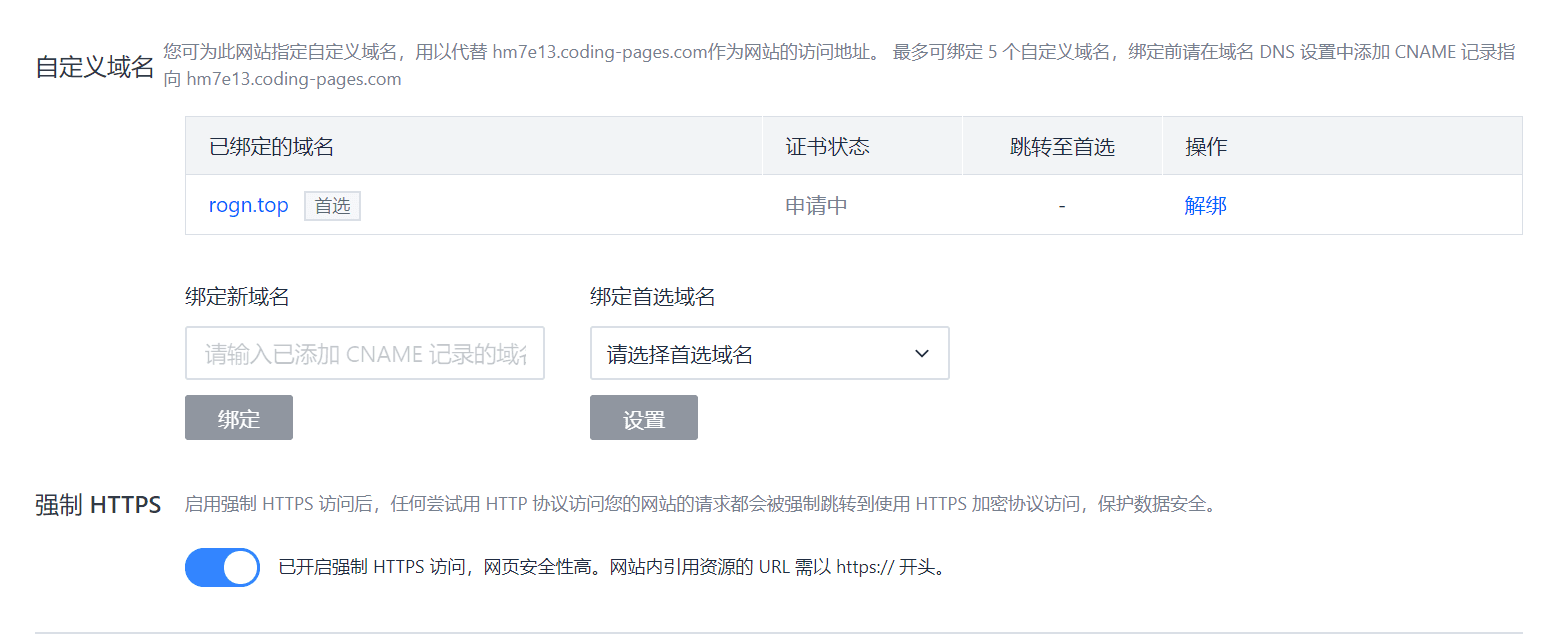 自定义域名 您可为此网站指定自定义域名，用以代替 hm7e13.coding-pages.com作为网站的访问地址。 最多可绑定 5 个自定义域名，绑定前请在域名 DNS 设置中添加 CNAME 记录指
向 hm7e13.coding-pages.com
已绑定的域名 证书状态 跳转至首选 操作
rogn.top 首选 申请中 - 解绑
绑定新域名 绑定首选域名
请输入已添加 CNAME 记录的域 请选择首选域名
绑定 设置
强制 HTTPS 启用强制 HTTPS 访问后，任何尝试用 HTTP 协议访问您的网站的请求都会被强制跳转到使用 HTTPS 加密协议访问，保护数据安全。
已开启强制 HTTPS 访问，网页安全性高。网站内引用资源的 URL 需以 https:// 开头。